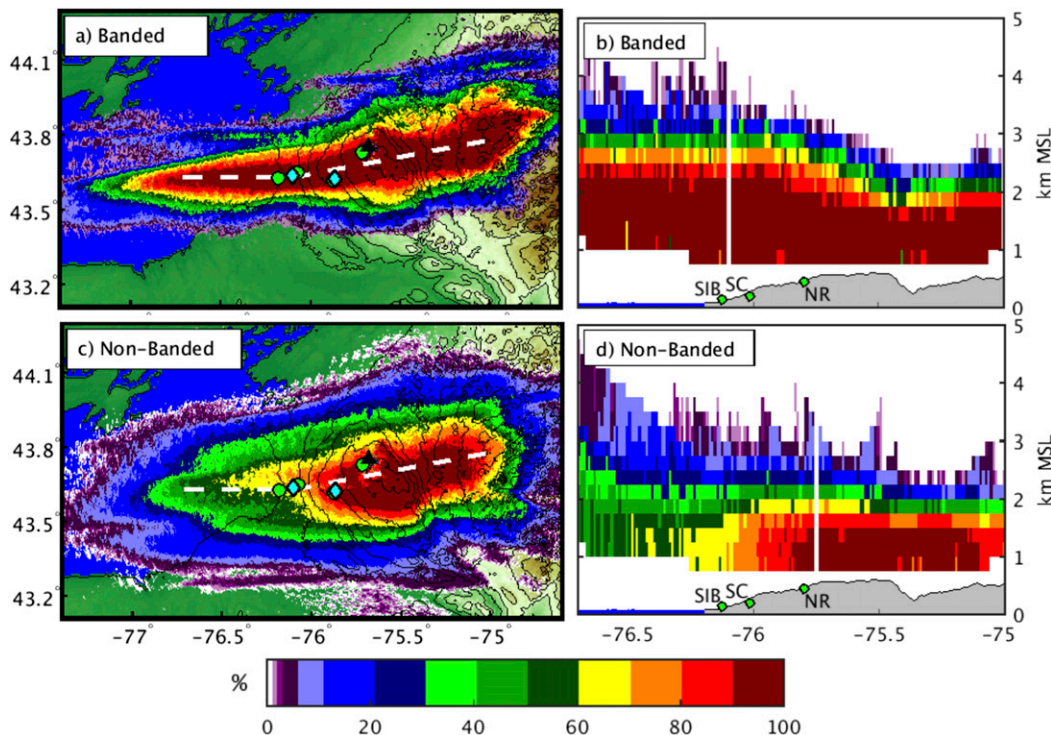 a) Banded
b) Banded
44.1°
43.8°
43.5°
43.2°
5
4
3
2
1
0
km MSL
SIB SC NR
c) Non-Banded
d) Non-Banded
44.1°
43.8°
43.5°
43.2°
5
4
3
2
1
0
km MSL
SIB SC NR
-77° -76.5° -76° -75.5° -75°
-76.5 -76 -75.5 -75
%
0 20 40 60 80 100